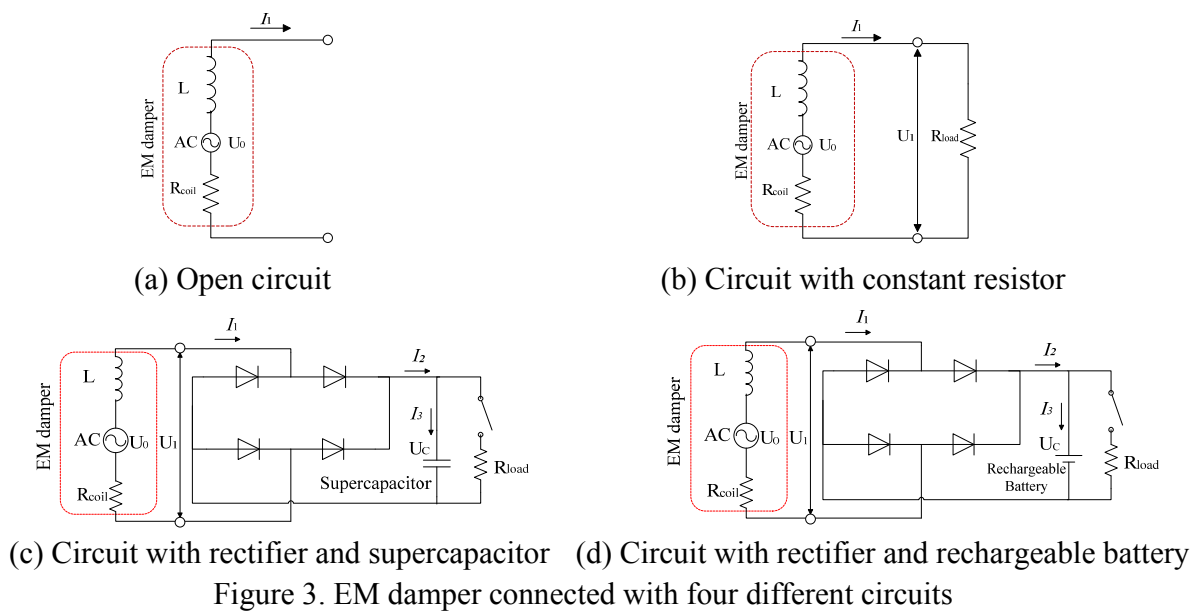 I1
EM damper
L
AC U0
Rcoil
(a) Open circuit
I1
EM damper
L
AC U0
Rcoil
U1
Rload
(b) Circuit with constant resistor
I1
EM damper
L
AC U0
Rcoil
U1
I2
I3
UC
Supercapacitor
Rload
(c) Circuit with rectifier and supercapacitor
I1
EM damper
L
AC U0
Rcoil
U1
I2
I3
UC
Rechargeable
Battery
Rload
(d) Circuit with rectifier and rechargeable battery
Figure 3. EM damper connected with four different circuits